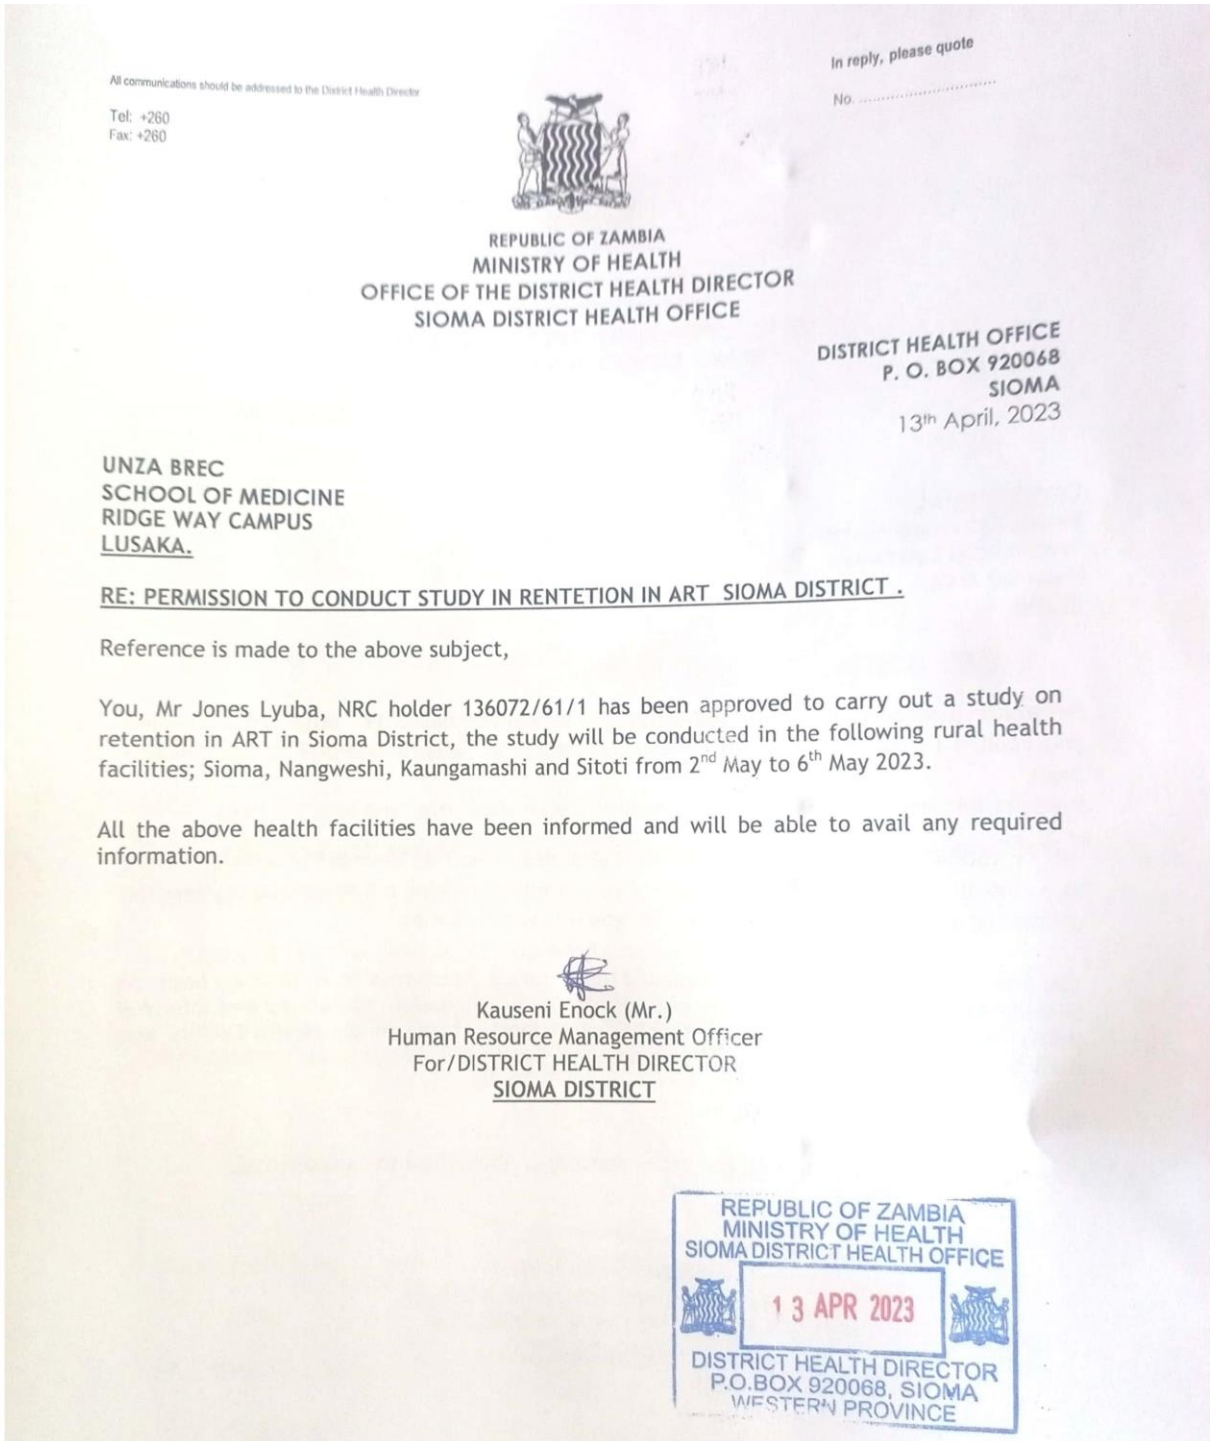 All communications should be addressed to the District Health Director
Tel: +260
Fax: +260
In reply, please quote
No. ................................
REPUBLIC OF ZAMBIA
MINISTRY OF HEALTH
OFFICE OF THE DISTRICT HEALTH DIRECTOR
SIOMA DISTRICT HEALTH OFFICE
DISTRICT HEALTH OFFICE
P. O. BOX 920068
SIOMA
13th April, 2023
UNZA BREC
SCHOOL OF MEDICINE
RIDGE WAY CAMPUS
LUSAKA.
RE: PERMISSION TO CONDUCT STUDY IN RENTETION IN ART SIOMA DISTRICT .
Reference is made to the above subject,
You, Mr Jones Lyuba, NRC holder 136072/61/1 has been approved to carry out a study on
retention in ART in Sioma District, the study will be conducted in the following rural health
facilities; Sioma, Nangweshi, Kaungamashi and Sitoti from 2nd May to 6th May 2023.
All the above health facilities have been informed and will be able to avail any required
information.
Kauseni Enock (Mr.)
Human Resource Management Officer
For/DISTRICT HEALTH DIRECTOR
SIOMA DISTRICT
REPUBLIC OF ZAMBIA
MINISTRY OF HEALTH
SIOMA DISTRICT HEALTH OFFICE
13 APR 2023
DISTRICT HEALTH DIRECTOR
P.O.BOX 920068, SIOMA
WESTERN PROVINCE